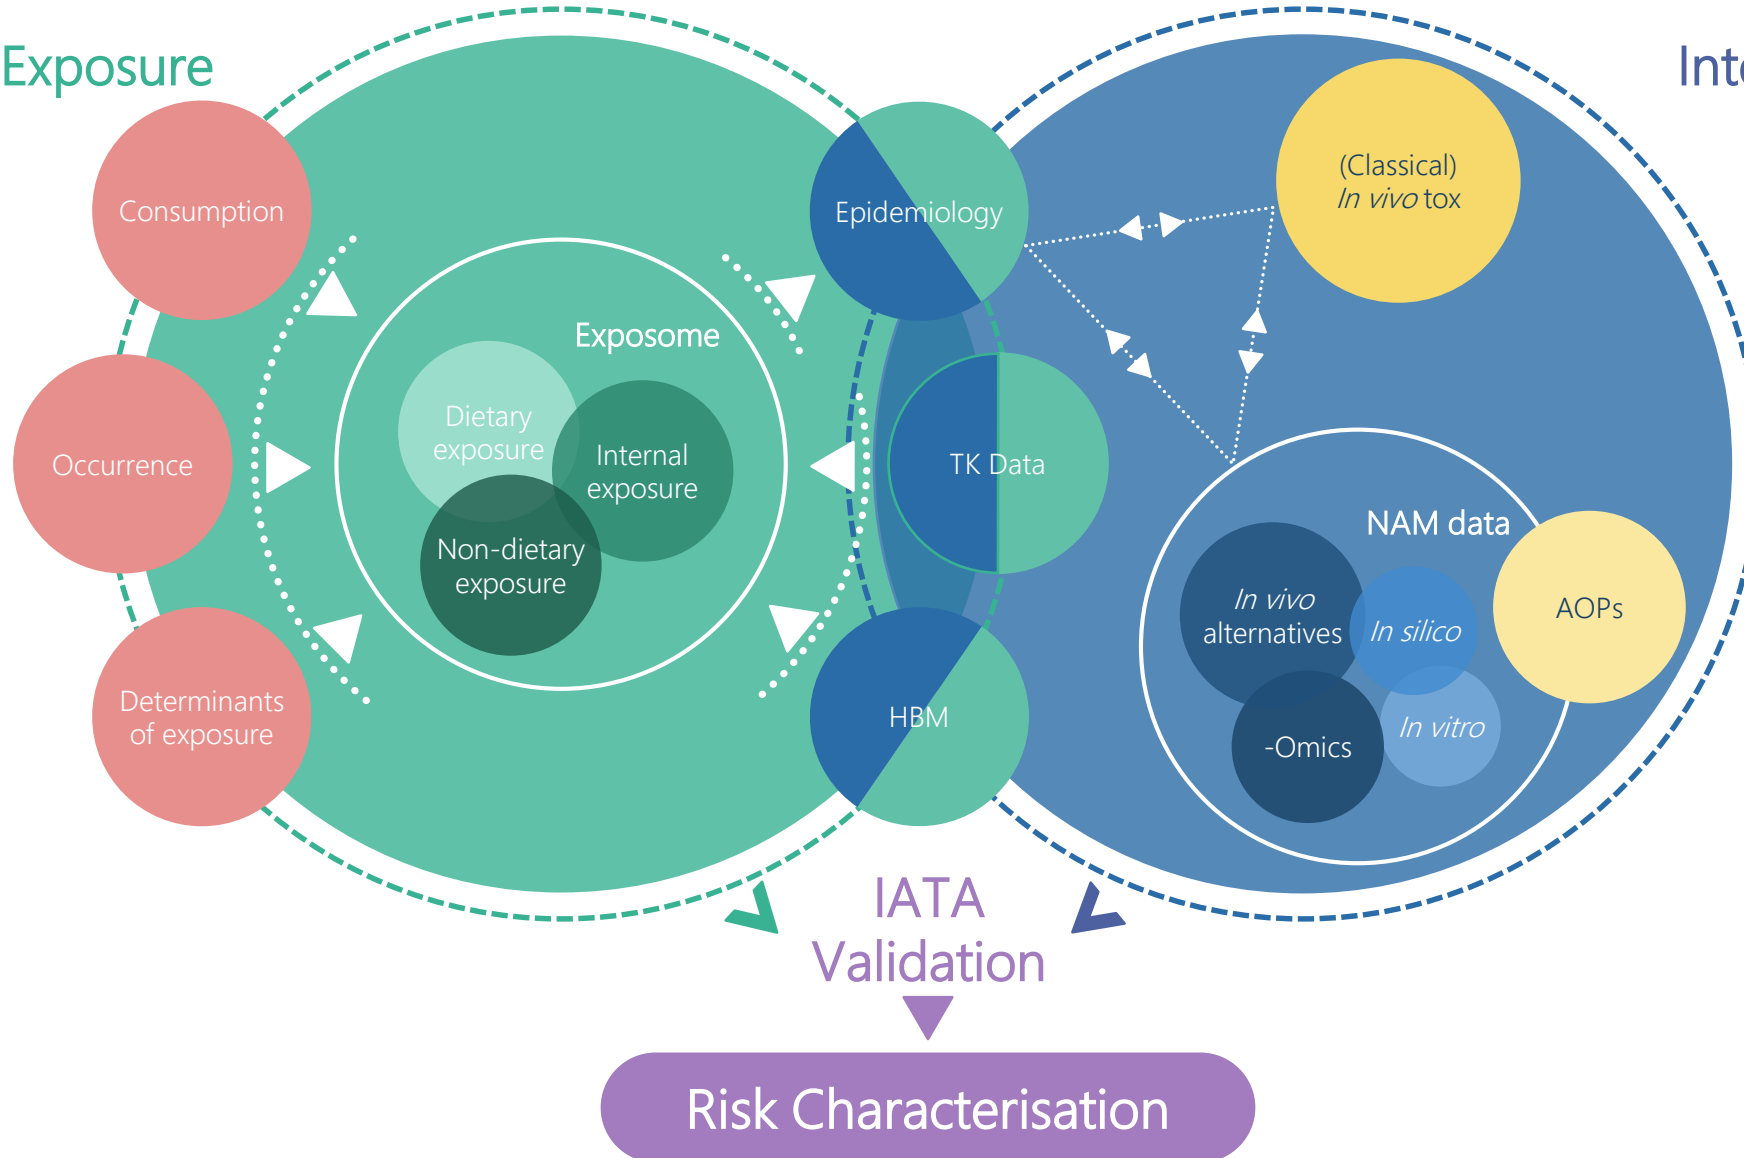 Exposure
Consumption
Occurrence
Determinants
of exposure
Exposome
Dietary
exposure
Internal
exposure
Non-dietary
exposure
Epidemiology
TK Data
HBM
(Classical)
In vivo tox
NAM data
In vivo
alternatives
In silico
In vitro
-Omics
AOPs
IATA
Validation
Risk Characterisation